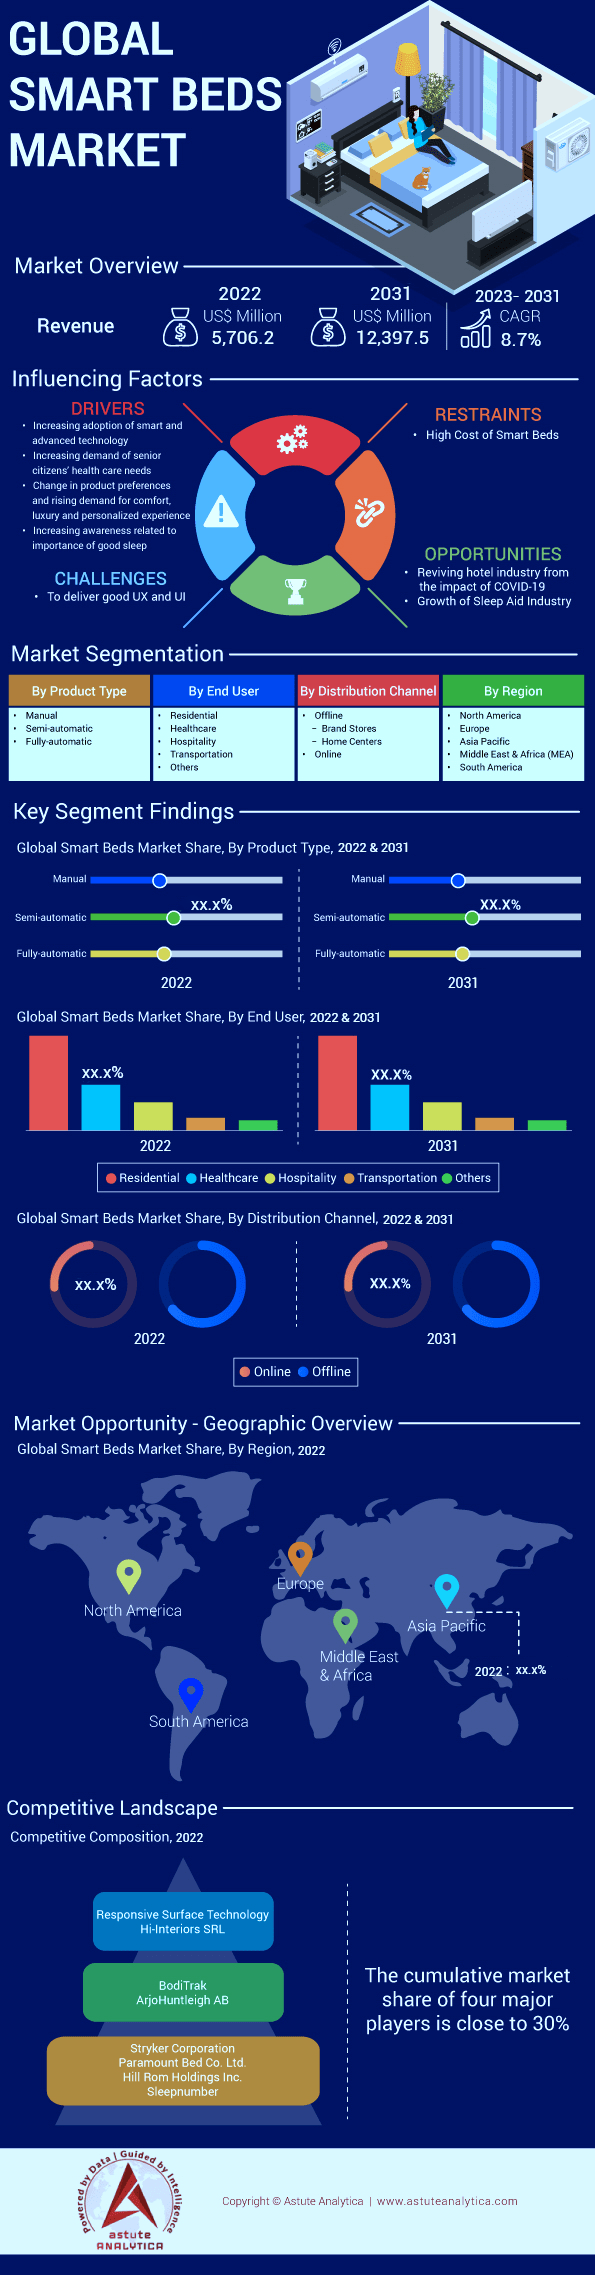 GLOBAL
SMART BEDS
MARKET
Market Overview
Revenue
2022
US$ Million
5,706.2
2031
US$ Million
12,397.5
2023- 2031
CAGR
8.7%
Influencing Factors
DRIVERS
• Increasing adoption of smart and
advanced technology
• Increasing demand of senior
citizens' health care needs
• Change in product preferences
and rising demand for comfort,
luxury and personalized experience
• Increasing awareness related to
importance of good sleep
RESTRAINTS
• High Cost of Smart Beds
CHALLENGES
• To deliver good UX and UI
OPPORTUNITIES
• Reviving hotel industry from
the impact of COVID-19
• Growth of Sleep Aid Industry
Market Segmentation
By Product Type
• Manual
• Semi-automatic
• Fully-automatic
By End User
• Residential
• Healthcare
• Hospitality
• Transportation
• Others
By Distribution Channel
• Offline
– Brand Stores
– Home Centers
• Online
By Region
• North America
• Europe
• Asia Pacific
• Middle East & Africa (MEA)
• South America
Key Segment Findings
Global Smart Beds Market Share, By Product Type, 2022 & 2031
Manual
xx.x%
Semi-automatic
Fully-automatic
2022
Manual
xx.x%
Semi-automatic
Fully-automatic
2031
Global Smart Beds Market Share, By End User, 2022 & 2031
xx.x%
2022
xx.x%
2031
Residential Healthcare Hospitality Transportation Others
Global Smart Beds Market Share, By Distribution Channel, 2022 & 2031
xx.x%
2022
xx.x%
2031
Online Offline
Market Opportunity - Geographic Overview
Global Smart Beds Market Share, By Region, 2022
Europe
North America
Asia Pacific
Middle East
& Africa
2022 : xx.x%
South America
Competitive Landscape
Competitive Composition, 2022
Responsive Surface Technology
Hi-Interiors SRL
BodiTrak
ArjoHuntleigh AB
Stryker Corporation
Paramount Bed Co. Ltd.
Hill Rom Holdings Inc.
Sleepnumber
The cumulative market
share of four major
players is close to 30%
Powered by Data | Guided by Intelligence
astute
ANALYTICA
Copyright © Astute Analytica | www.astuteanalytica.com